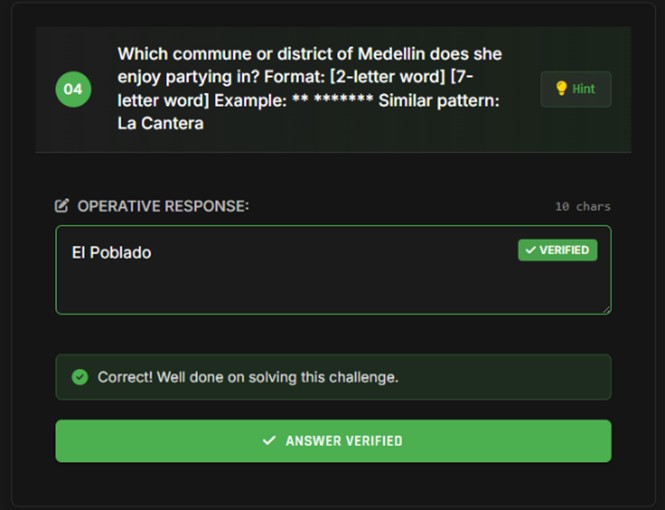 04
Which commune or district of Medellin does she
enjoy partying in? Format: [2-letter word] [7-
letter word] Example: ** ******* Similar pattern:
La Cantera
Hint
OPERATIVE RESPONSE:
10 chars
El Poblado
VERIFIED
Correct! Well done on solving this challenge.
ANSWER VERIFIED